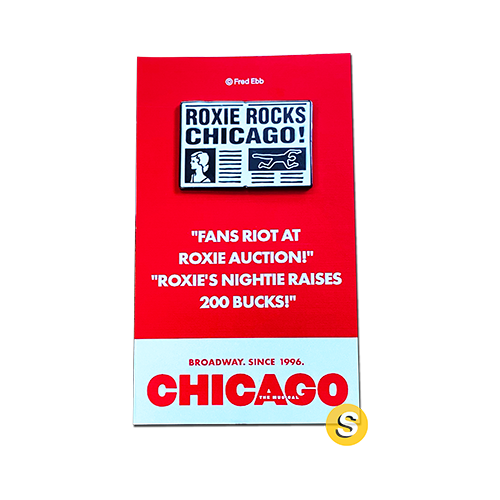 © Fred Ebb
ROXIE ROCKS
CHICAGO!
"FANS RIOT AT
ROXIE AUCTION!"
"ROXIE'S NIGHTIE RAISES
200 BUCKS!"
BROADWAY. SINCE 1996.
CHICAGO
THE MUSICAL
S